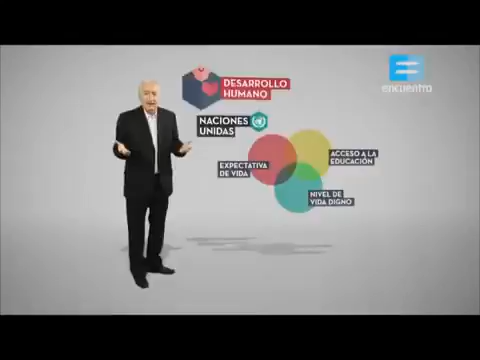 encuentro
DESARROLLO
HUMANO
NACIONES
UNIDAS
EXPECTATIVA
DE VIDA
ACCESO A LA
EDUCACIÓN
NIVEL DE
VIDA DIGNO